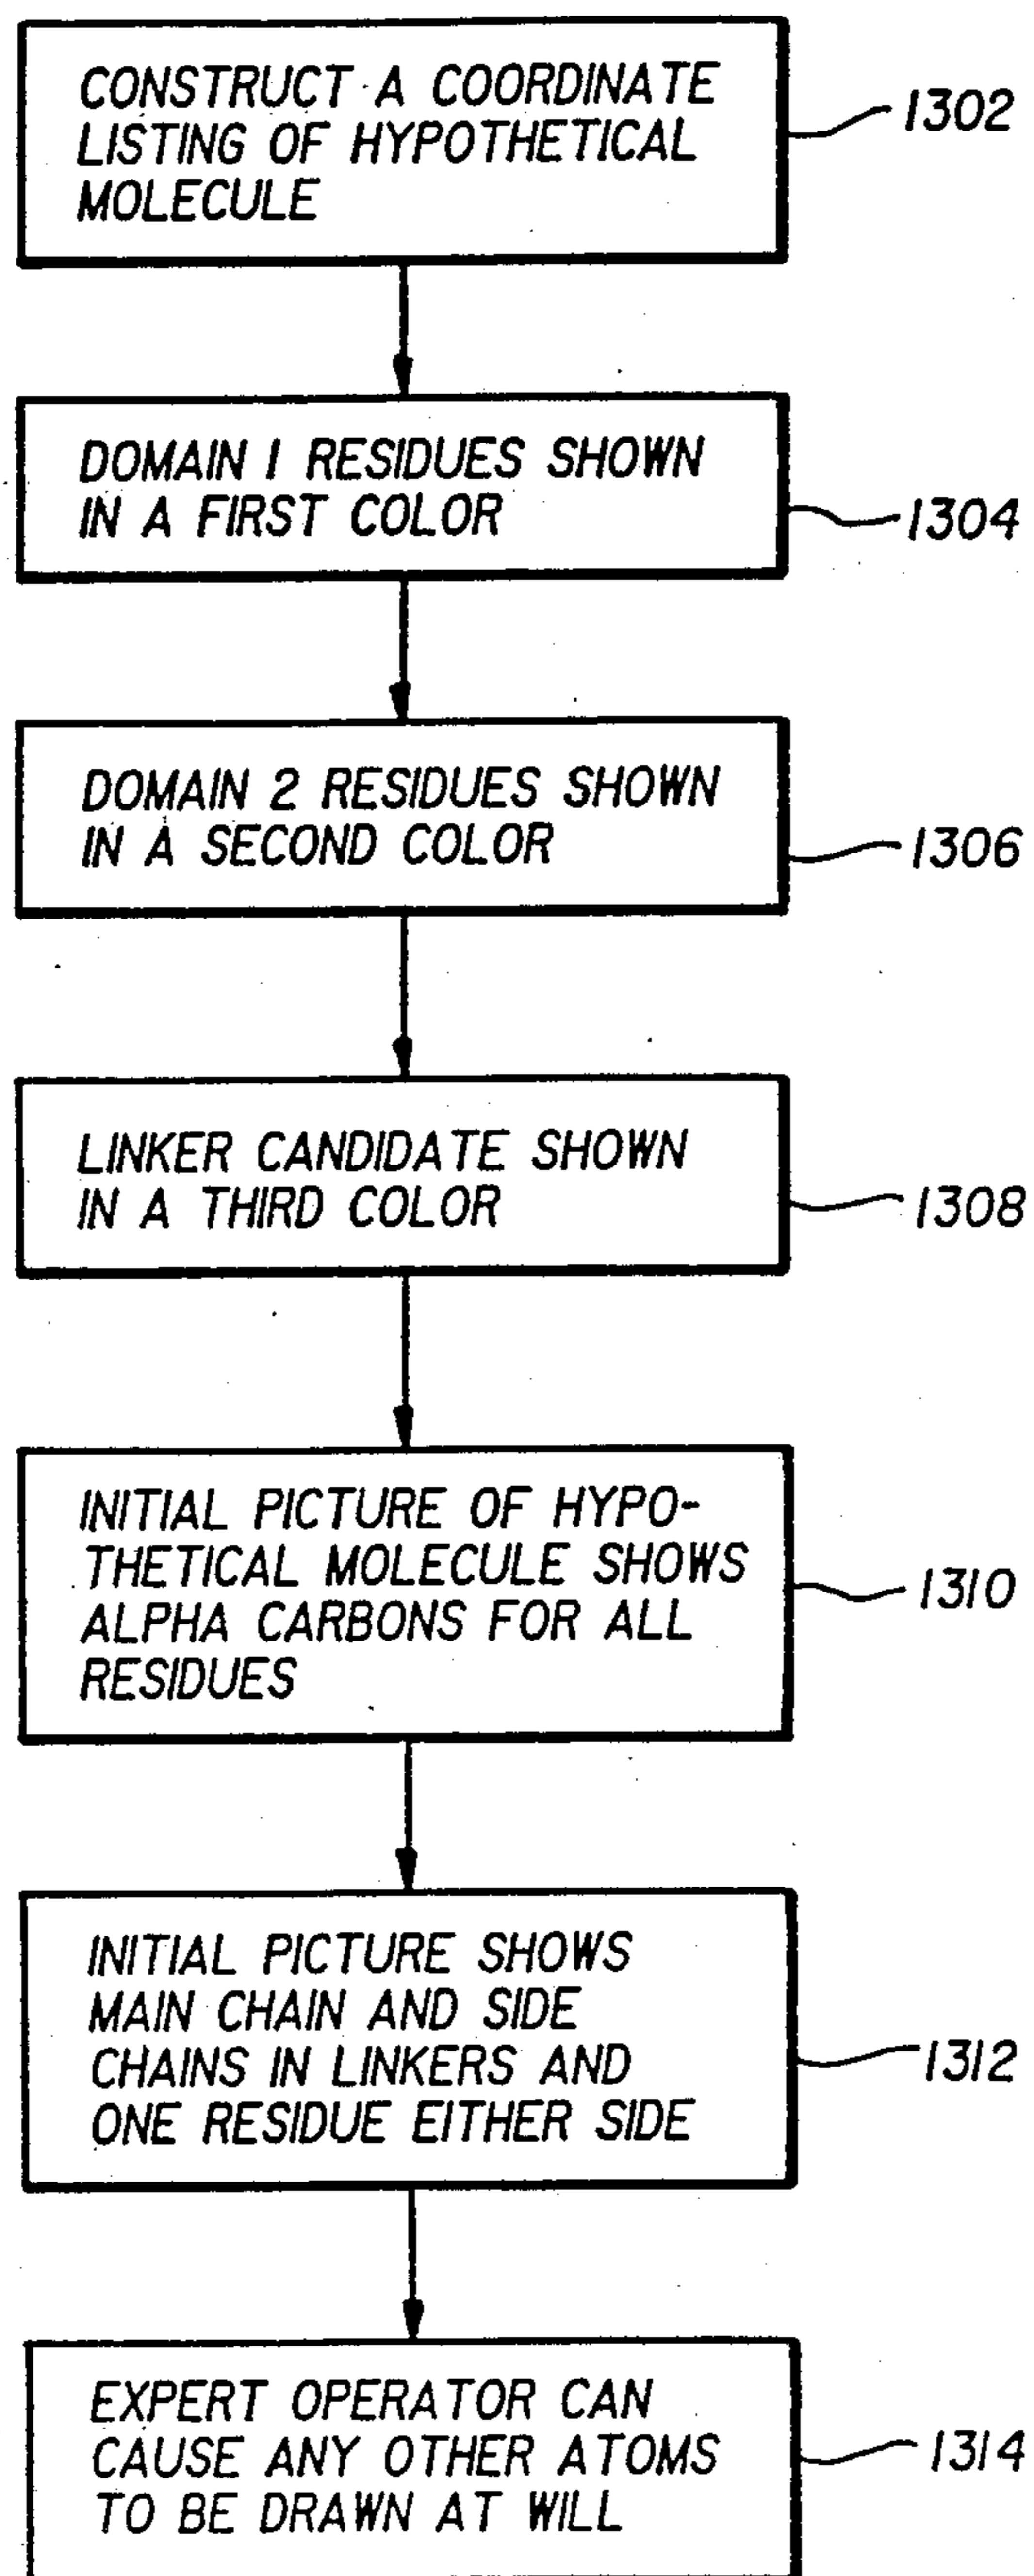 CONSTRUCT A COORDINATE
LISTING OF HYPOTHETICAL
MOLECULE
1302
DOMAIN 1 RESIDUES SHOWN
IN A FIRST COLOR
1304
DOMAIN 2 RESIDUES SHOWN
IN A SECOND COLOR
1306
LINKER CANDIDATE SHOWN
IN A THIRD COLOR
1308
INITIAL PICTURE OF HYPO-
THETICAL MOLECULE SHOWS
ALPHA CARBONS FOR ALL
RESIDUES
1310
INITIAL PICTURE SHOWS
MAIN CHAIN AND SIDE
CHAINS IN LINKERS AND
ONE RESIDUE EITHER SIDE
1312
EXPERT OPERATOR CAN
CAUSE ANY OTHER ATOMS
TO BE DRAWN AT WILL
1314